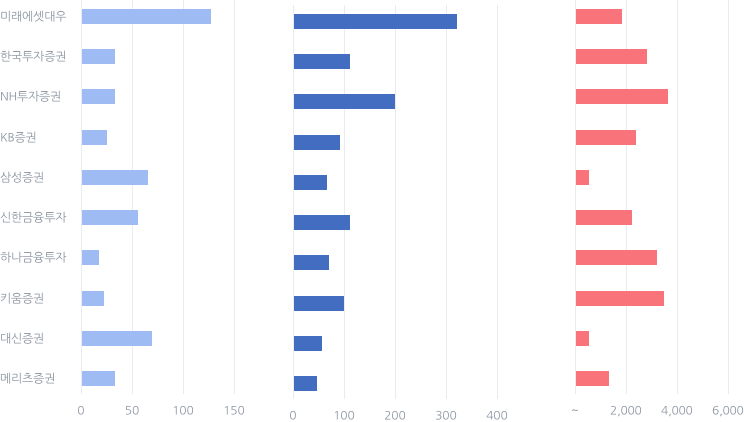 미래에셋대우
한국투자증권
NH투자증권
KB증권
삼성증권
신한금융투자
하나금융투자
키움증권
대신증권
메리츠증권
0 50 100 150
0 100 200 300 400
~ 2,000 4,000 6,000